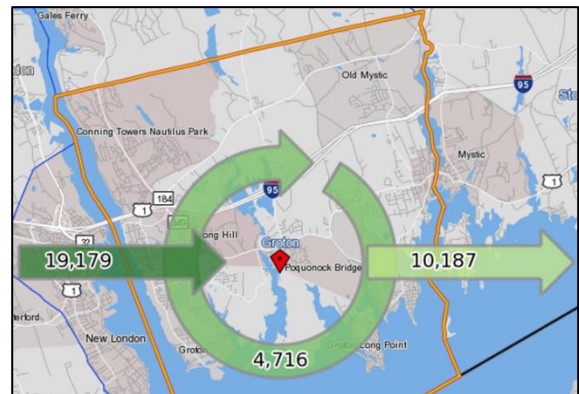 Gales Ferry
95
Old Mystic
Conning Towers Nautilus Park
Mystic
1
184
95
1
Groton
19,179
10,187
Poquonock Bridge
1
New London
4,716
Long Point